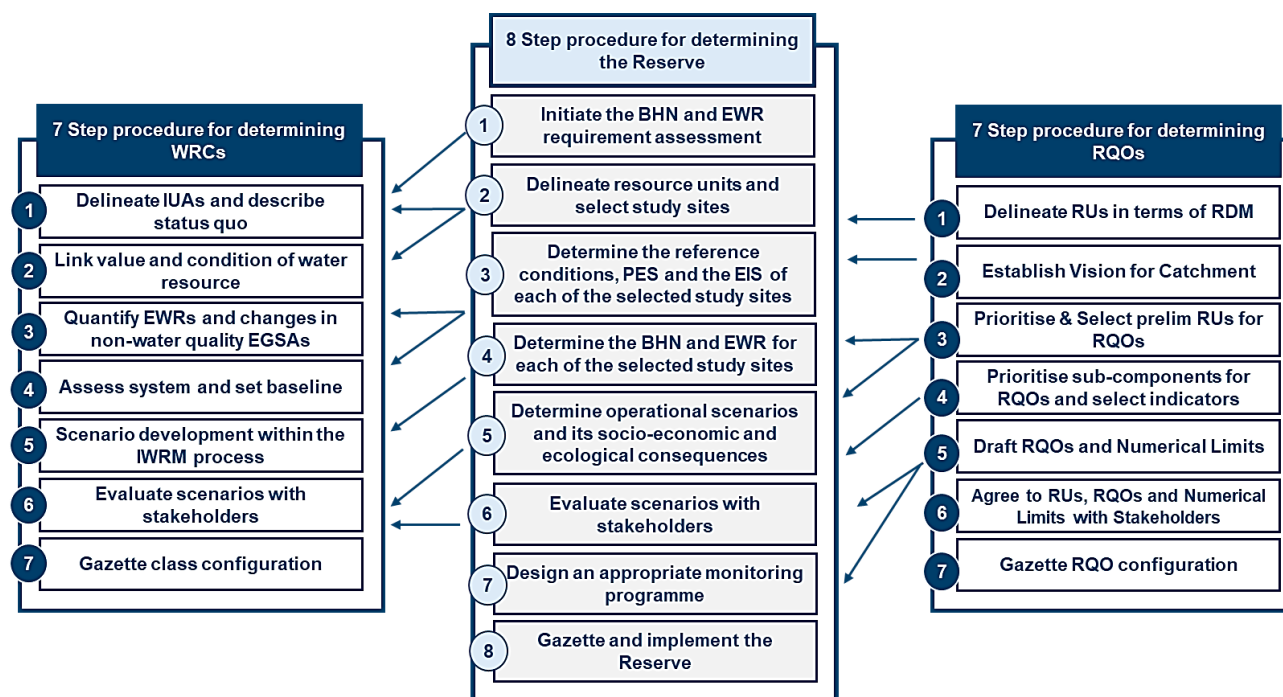 7 Step procedure for determining
WRCs
1
Delineate IUAs and describe
status quo
2
Link value and condition of water
resource
3
Quantify EWRs and changes in
non-water quality EGSAs
4
Assess system and set baseline
5
Scenario development within the
IWRM process
6
Evaluate scenarios with
stakeholders
7
Gazette class configuration
8 Step procedure for determining
the Reserve
1
Initiate the BHN and EWR
requirement assessment
2
Delineate resource units and
select study sites
3
Determine the reference
conditions, PES and the EIS of
each of the selected study sites
4
Determine the BHN and EWR for
each of the selected study sites
5
Determine operational scenarios
and its socio-economic and
ecological consequences
6
Evaluate scenarios with
stakeholders
7
Design an appropriate monitoring
programme
8
Gazette and implement the
Reserve
7 Step procedure for determining
RQOs
1
Delineate RUs in terms of RDM
2
Establish Vision for Catchment
3
Prioritise & Select prelim RUs for
RQOs
4
Prioritise sub-components for
RQOs and select indicators
5
Draft RQOs and Numerical Limits
6
Agree to RUs, RQOs and Numerical
Limits with Stakeholders
7
Gazette RQO configuration